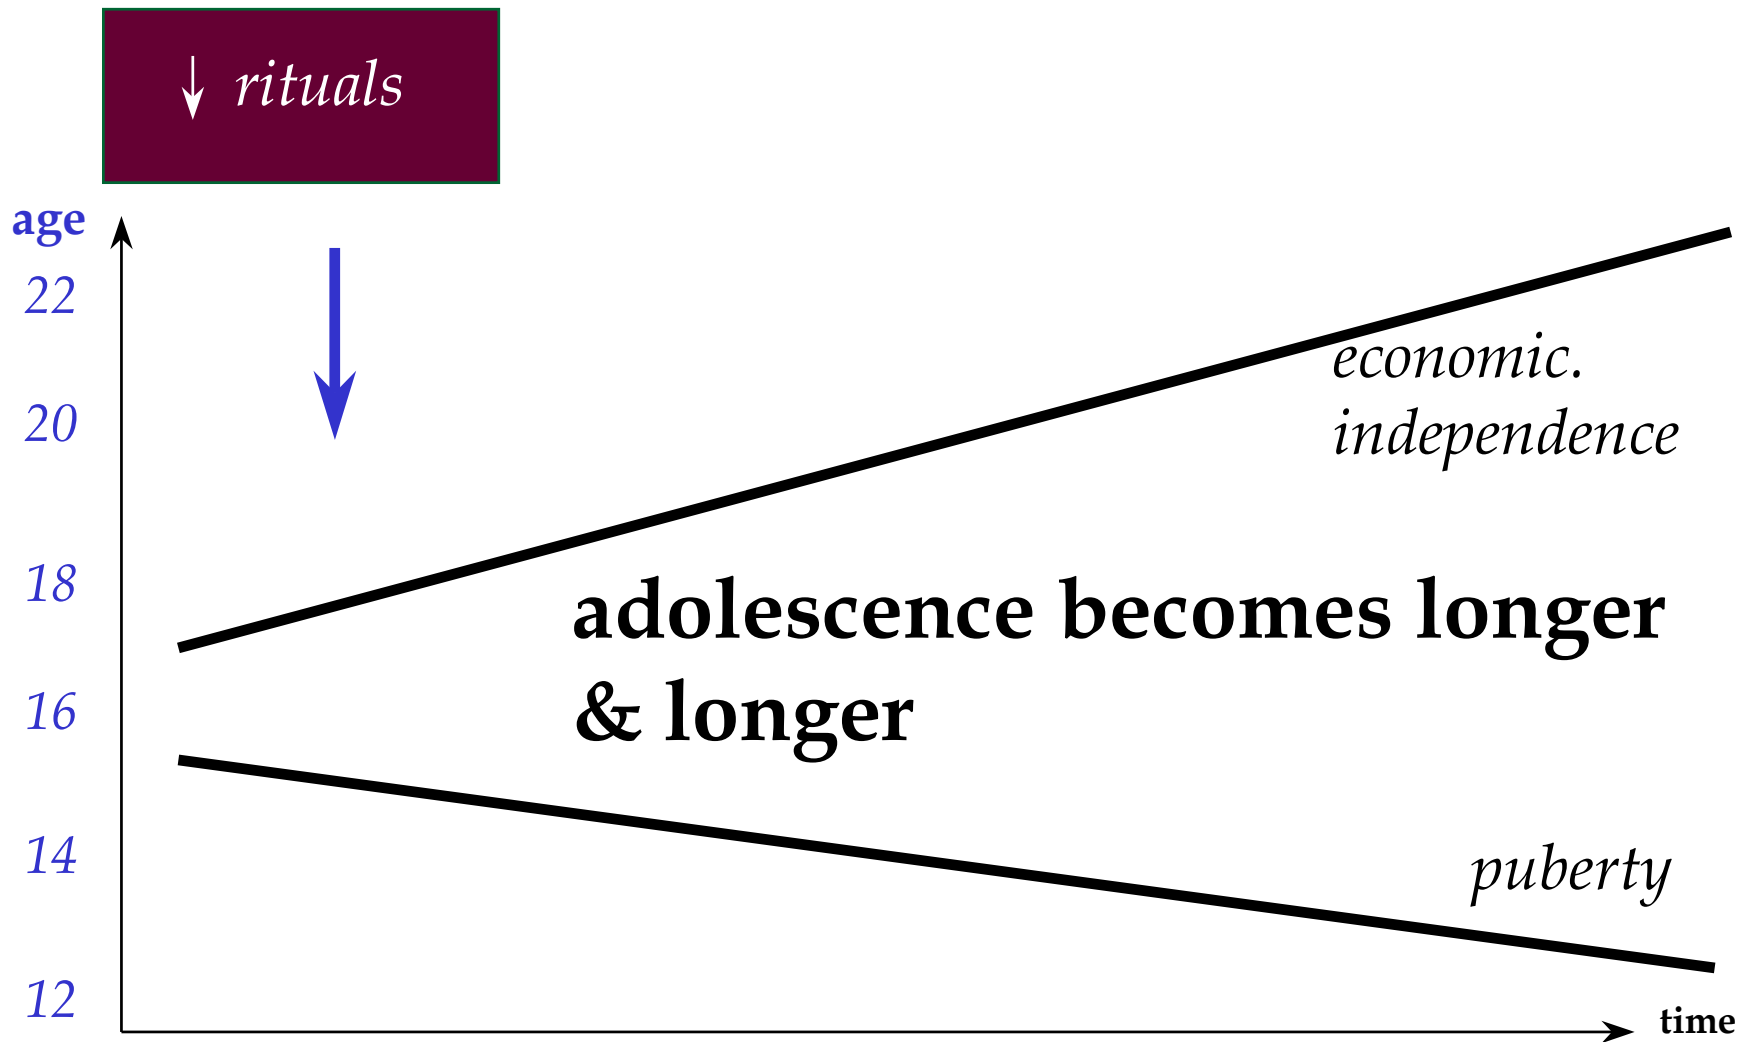 ↓ rituals
age
22
20
18
16
14
12
economic.
independence
adolescence becomes longer
& longer
puberty
time